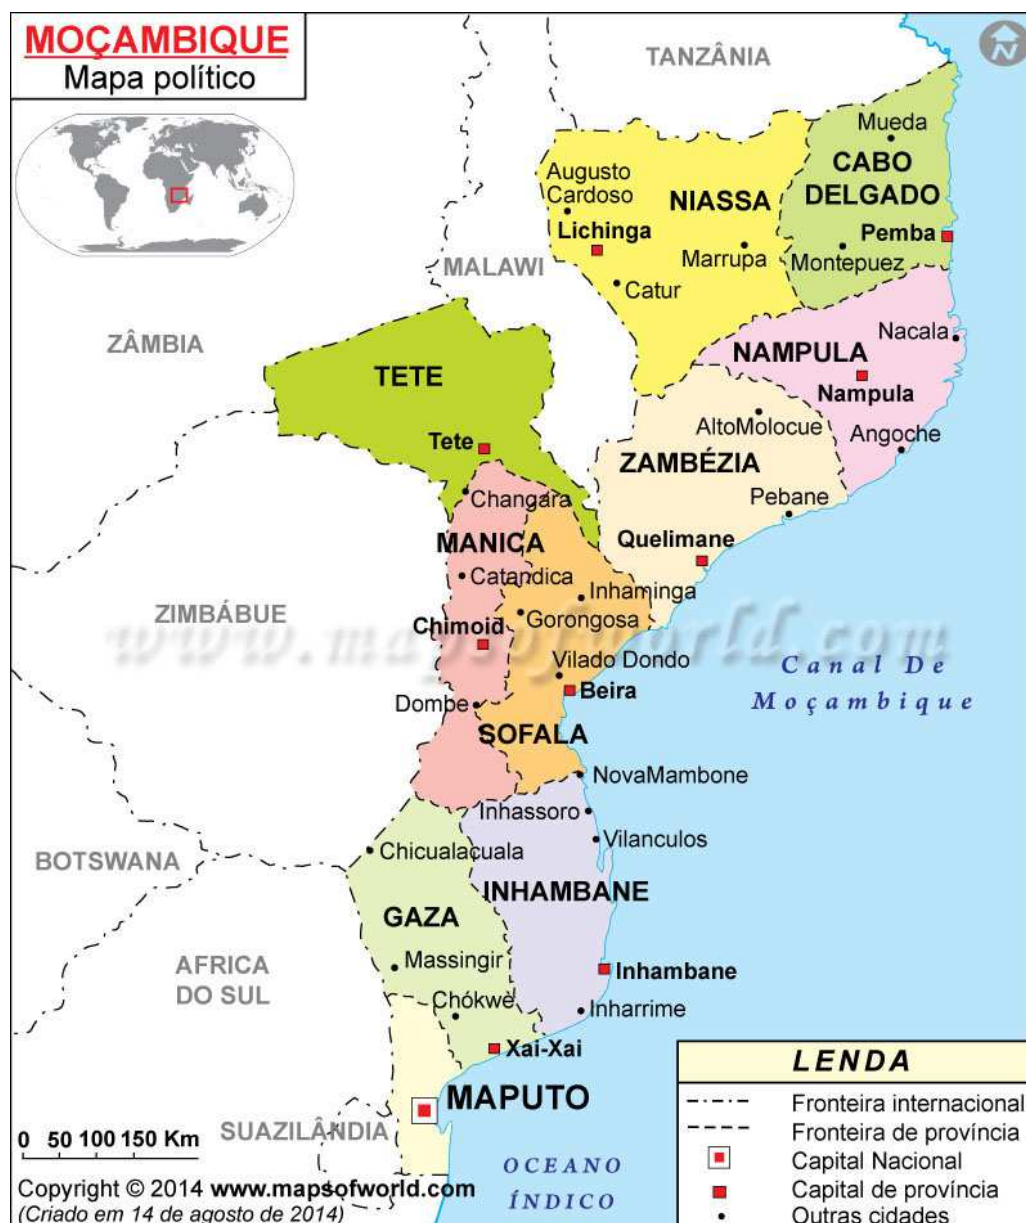 MOÇAMBIQUE
Mapa político
N
TANZÂNIA
Mueda
CABO
DELGADO
Augusto
Cardoso
NIASSA
Lichinga
Pemba
Marrupa
Montepuez
MALAWI
Catur
ZÂMBIA
Nacala
NAMPULA
TETE
Nampula
AltoMolocue
Tete
Angoche
ZAMBÉZIA
Changara
Pebane
MANICA
Quelimane
Catandica
Inhaminga
ZIMBÁBUE
Gorongosa
Chimoid
www.mapsofworld.com
Vilado Dondo
Canal De
Moçambique
Beira
Dombe
SOFALA
NovaMambone
Inhassoro
Vilanculos
Chicualacuala
BOTSWANA
INHAMBANE
GAZA
Massingir
AFRICA
DO SUL
Inhambane
Chókwè
Inharrime
Xai-Xai
MAPUTO
SUAZILÂNDIA
0 50 100 150 Km
OCEANO
ÍNDICO
LENDA
Fronteira internacional
Fronteira de província
Capital Nacional
Capital de província
Outras cidades
Copyright © 2014 www.mapsofworld.com
(Criado em 14 de agosto de 2014)